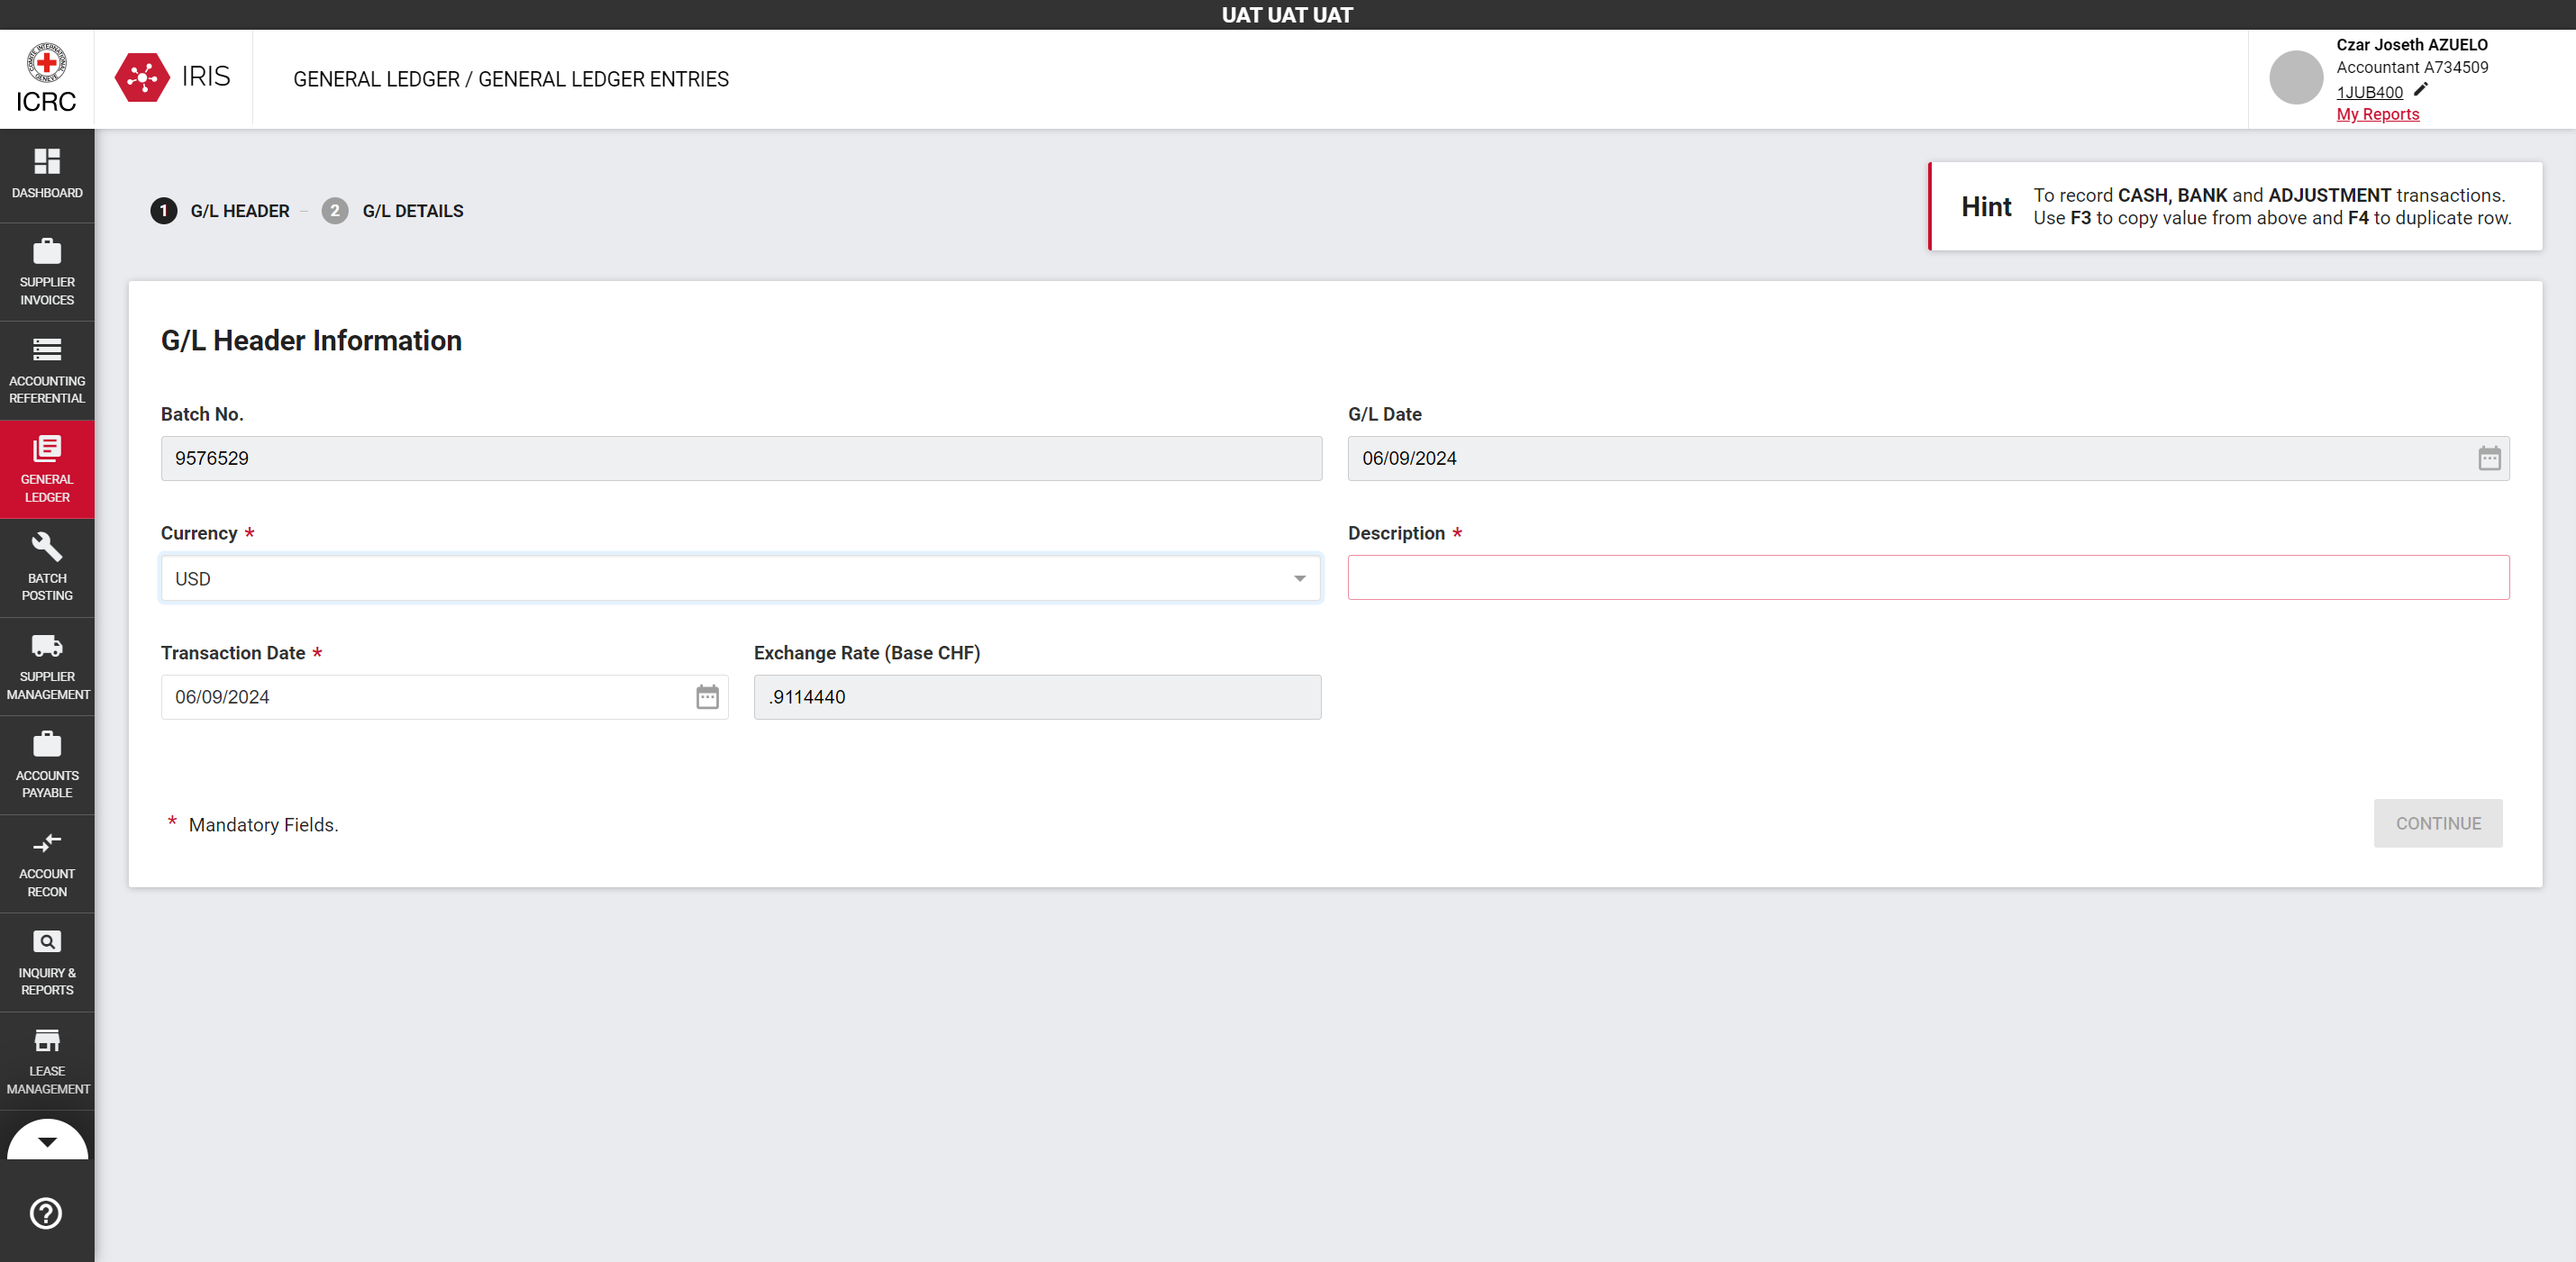 UAT UAT UAT
ICRC
IRIS
GENERAL LEDGER / GENERAL LEDGER ENTRIES
Czar Joseth AZUELO
Accountant A734509
1JUB400
My Reports
DASHBOARD
SUPPLIER
INVOICES
ACCOUNTING
REFERENTIAL
GENERAL
LEDGER
BATCH
POSTING
SUPPLIER
MANAGEMENT
ACCOUNTS
PAYABLE
ACCOUNT
RECON
INQUIRY &
REPORTS
LEASE
MANAGEMENT
1 G/L HEADER – 2 G/L DETAILS
Hint
To record CASH, BANK and ADJUSTMENT transactions.
Use F3 to copy value from above and F4 to duplicate row.
G/L Header Information
Batch No.
9576529
G/L Date
06/09/2024
Currency *
USD
Description *
Transaction Date *
06/09/2024
Exchange Rate (Base CHF)
.9114440
* Mandatory Fields.
CONTINUE